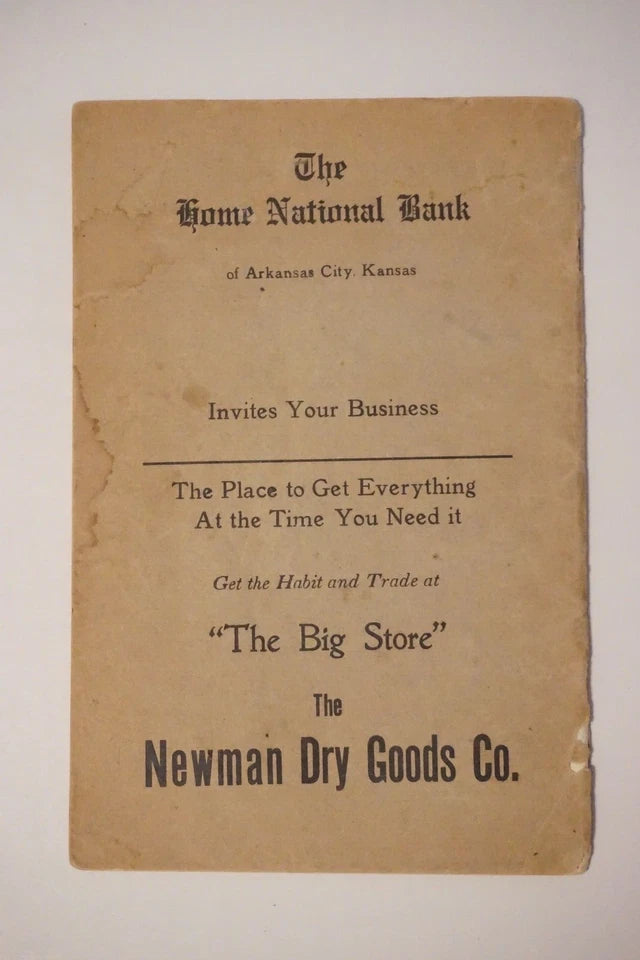 The
Home National Bank
of Arkansas City, Kansas
Invites Your Business
The Place to Get Everything
At the Time You Need it
Get the Habit and Trade at
"The Big Store"
The
Newman Dry Goods Co.